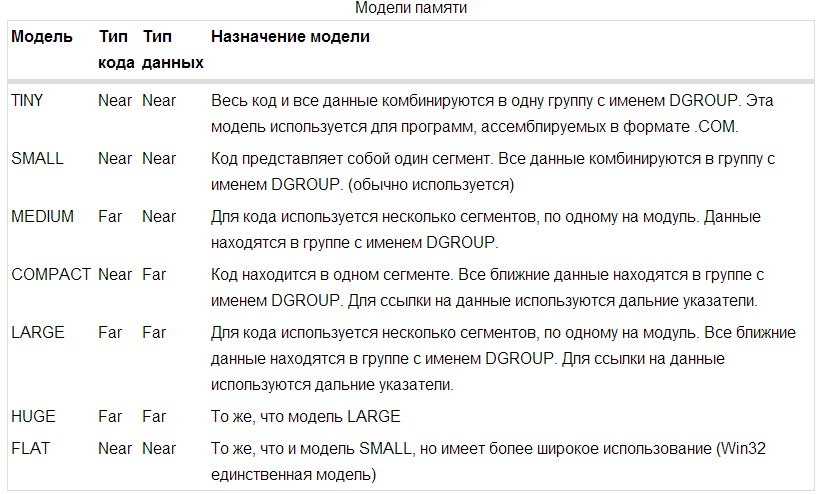 Модели памяти
Модель Тип кода Тип данных Назначение модели
TINY Near Near Весь код и все данные комбинируются в одну группу с именем DGROUP. Эта
модель используется для программ, ассемблируемых в формате .COM.
SMALL Near Near Код представляет собой один сегмент. Все данные комбинируются в группу с
именем DGROUP. (обычно используется)
MEDIUM Far Near Для кода используется несколько сегментов, по одному на модуль. Данные
находятся в группе с именем DGROUP.
COMPACT Near Far Код находится в одном сегменте. Все ближние данные находятся в группе с
именем DGROUP. Для ссылки на данные используются дальние указатели.
LARGE Far Far Для кода используется несколько сегментов, по одному на модуль. Все ближние
данные находятся в группе с именем DGROUP. Для ссылки на данные
используются дальние указатели.
HUGE Far Far То же, что модель LARGE
FLAT Near Near То же, что и модель SMALL, но имеет более широкое использование (Win32
единственная модель)